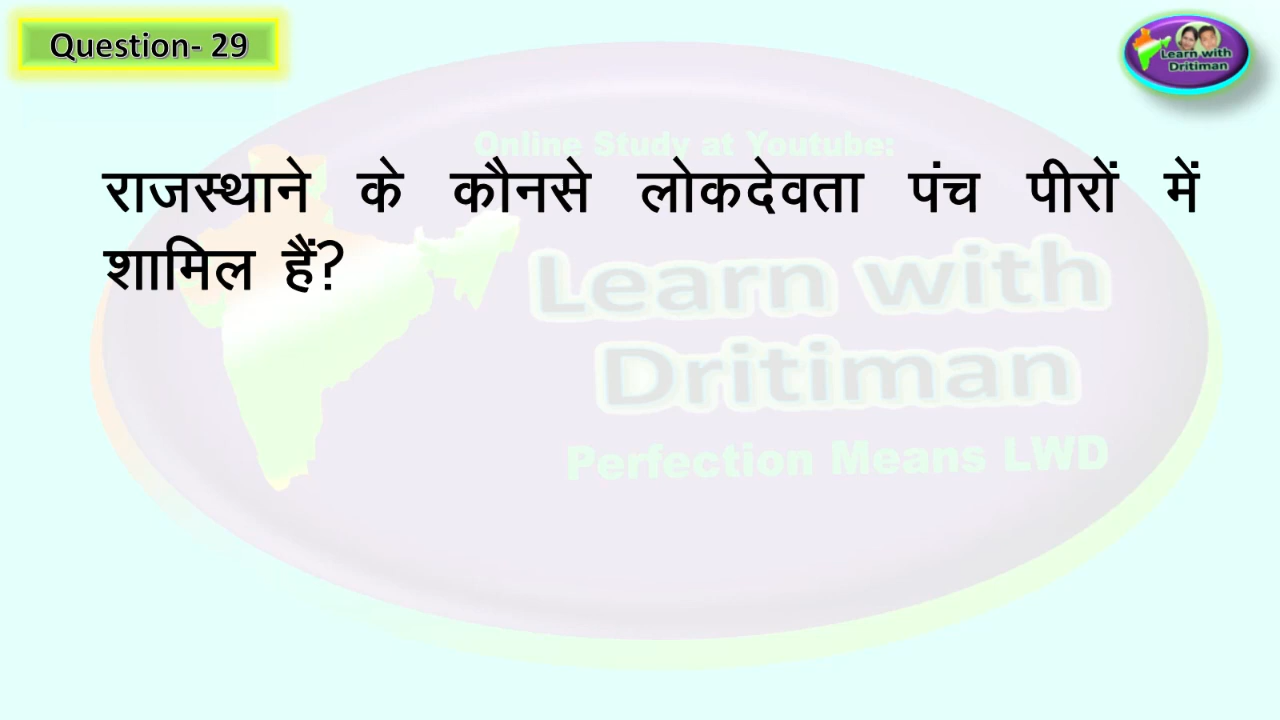 Question- 29
Learn with
Dritiman
Online Study at Youtube:
राजस्थाने के कौनसे लोकदेवता पंच पीरों में
शामिल हैं?
Learn with
Dritiman
Perfection Means LWD